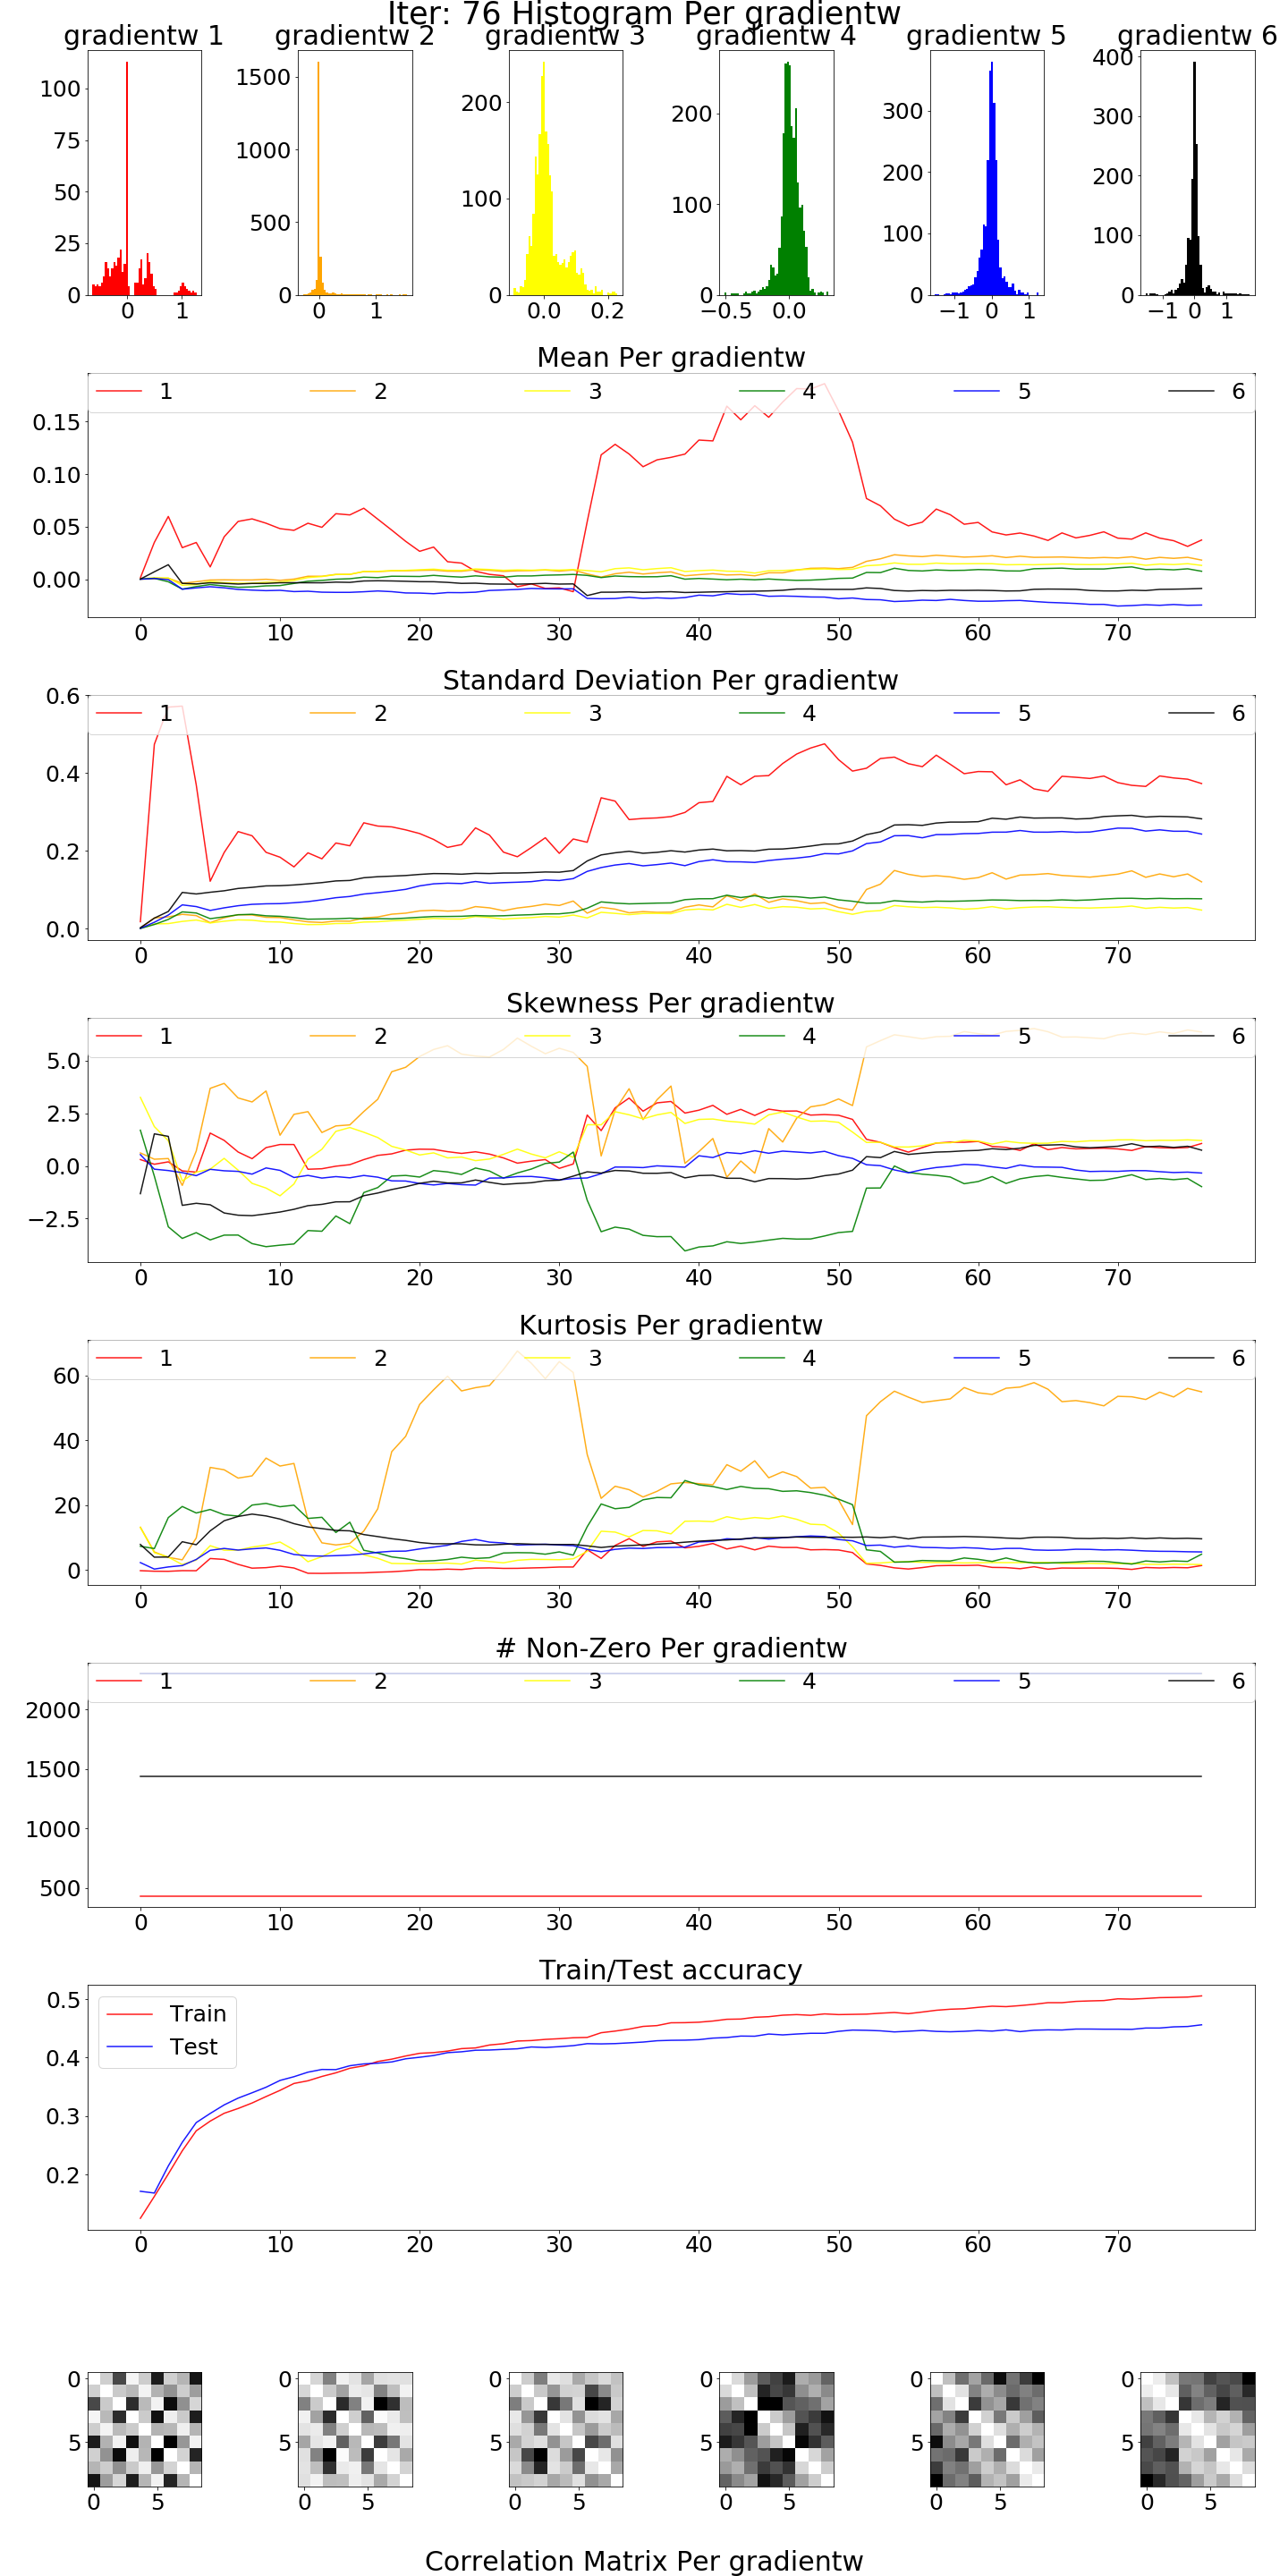 Iter: 76 Histogram Per gradientw
gradientw 1 gradientw 2 gradientw 3 gradientw 4 gradientw 5 gradientw 6
100
75
50
25
0
0 1
1500
1000
500
0
0 1
200
100
0
0.0 0.2
200
100
0
−0.5 0.0
300
200
100
0
−1 0 1
400
300
200
100
0
−1 0 1
Mean Per gradientw
1 2 3 4 5 6
0.15
0.10
0.05
0.00
0 10 20 30 40 50 60 70
Standard Deviation Per gradientw
1 2 3 4 5 6
0.6
0.4
0.2
0.0
0 10 20 30 40 50 60 70
Skewness Per gradientw
1 2 3 4 5 6
5.0
2.5
0.0
−2.5
0 10 20 30 40 50 60 70
Kurtosis Per gradientw
1 2 3 4 5 6
60
40
20
0
0 10 20 30 40 50 60 70
# Non-Zero Per gradientw
1 2 3 4 5 6
2000
1500
1000
500
0 10 20 30 40 50 60 70
Train/Test accuracy
Train
Test
0.5
0.4
0.3
0.2
0 10 20 30 40 50 60 70
0
5
0 5
0
5
0 5
0
5
0 5
0
5
0 5
0
5
0 5
0
5
0 5
Correlation Matrix Per gradientw